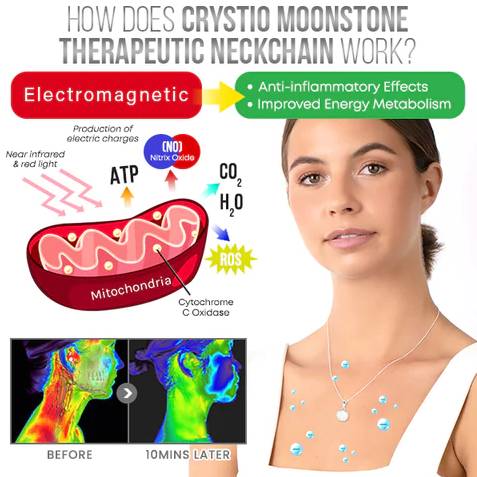 HOW DOES CRYSTIO MOONSTONE
THERAPEUTIC NECKCHAIN WORK?
Electromagnetic
• Anti-inflammatory Effects
• Improved Energy Metabolism
Production of
electric charges
Near infrared
& red light
ATP
(NO)
Nitrix Oxide
CO2
H2O
ROS
Mitochondria
Cytochrome
C Oxidase
BEFORE
10MINS LATER